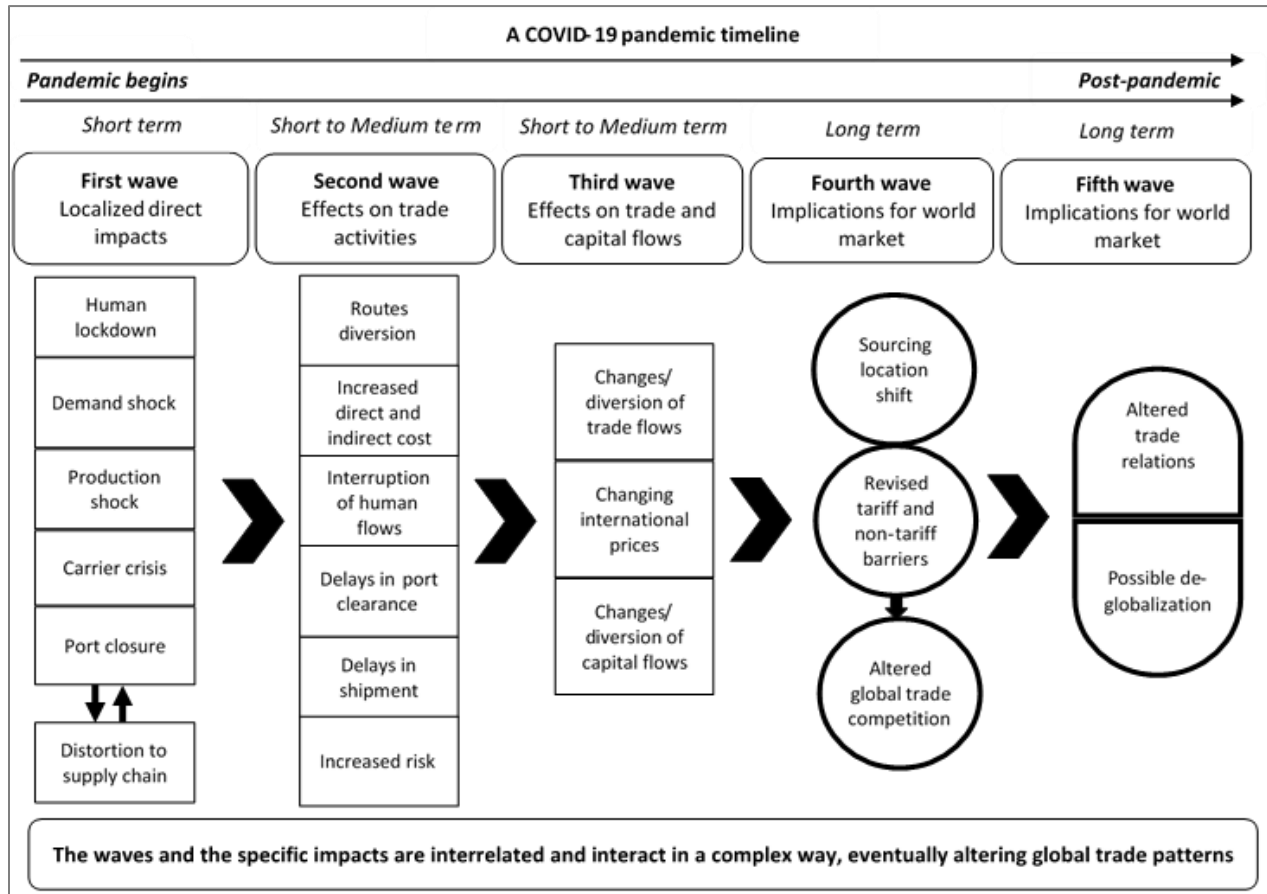 A COVID-19 pandemic timeline
Pandemic begins
Post-pandemic
Short term
Short to Medium term
Short to Medium term
Long term
Long term
First wave
Localized direct
impacts
Second wave
Effects on trade
activities
Third wave
Effects on trade and
capital flows
Fourth wave
Implications for world
market
Fifth wave
Implications for world
market
Human
lockdown
Demand shock
Production
shock
Carrier crisis
Port closure
Distortion to
supply chain
Routes
diversion
Increased
direct and
indirect cost
Interruption
of human
flows
Delays in port
clearance
Delays in
shipment
Increased risk
Changes/
diversion of
trade flows
Changing
international
prices
Changes/
diversion of
capital flows
Sourcing
location
shift
Revised
tariff and
non-tariff
barriers
Altered
global trade
competition
Altered
trade
relations
Possible de-
globalization
The waves and the specific impacts are interrelated and interact in a complex way, eventually altering global trade patterns